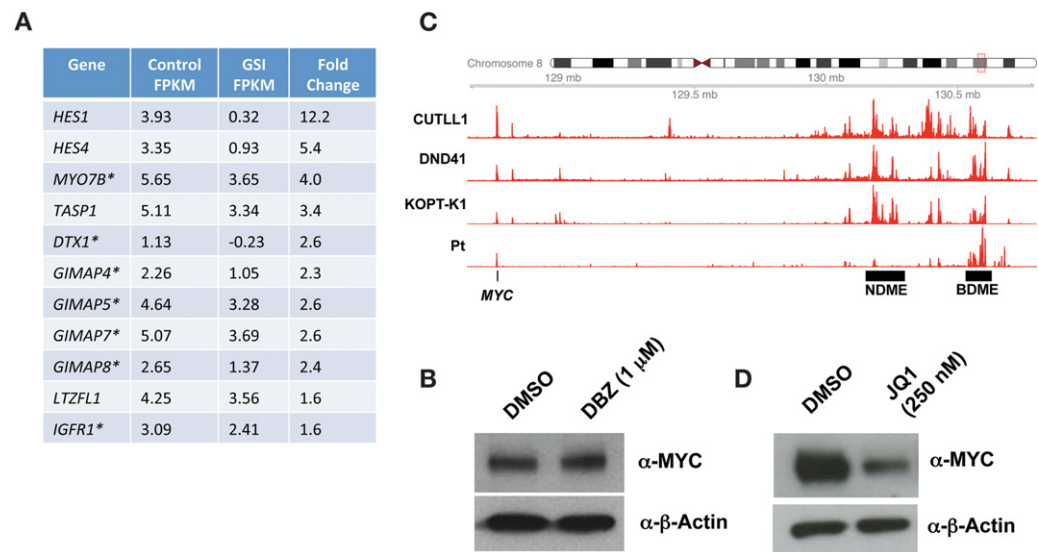 A
Gene Control FPKM GSI FPKM Fold Change
HES1 3.93 0.32 12.2
HES4 3.35 0.93 5.4
MYO7B* 5.65 3.65 4.0
TASP1 5.11 3.34 3.4
DTX1* 1.13 -0.23 2.6
GIMAP4* 2.26 1.05 2.3
GIMAP5* 4.64 3.28 2.6
GIMAP7* 5.07 3.69 2.6
GIMAP8* 2.65 1.37 2.4
LTZFL1 4.25 3.56 1.6
IGFR1* 3.09 2.41 1.6
C
Chromosome 8
129 mb 130 mb
129.5 mb 130.5 mb
CUTLL1
DND41
KOPT-K1
Pt
MYC NDME BDME
B
DMSO DBZ (1 µM)
α-MYC
α-β-Actin
D
DMSO JQ1 (250 nM)
α-MYC
α-β-Actin